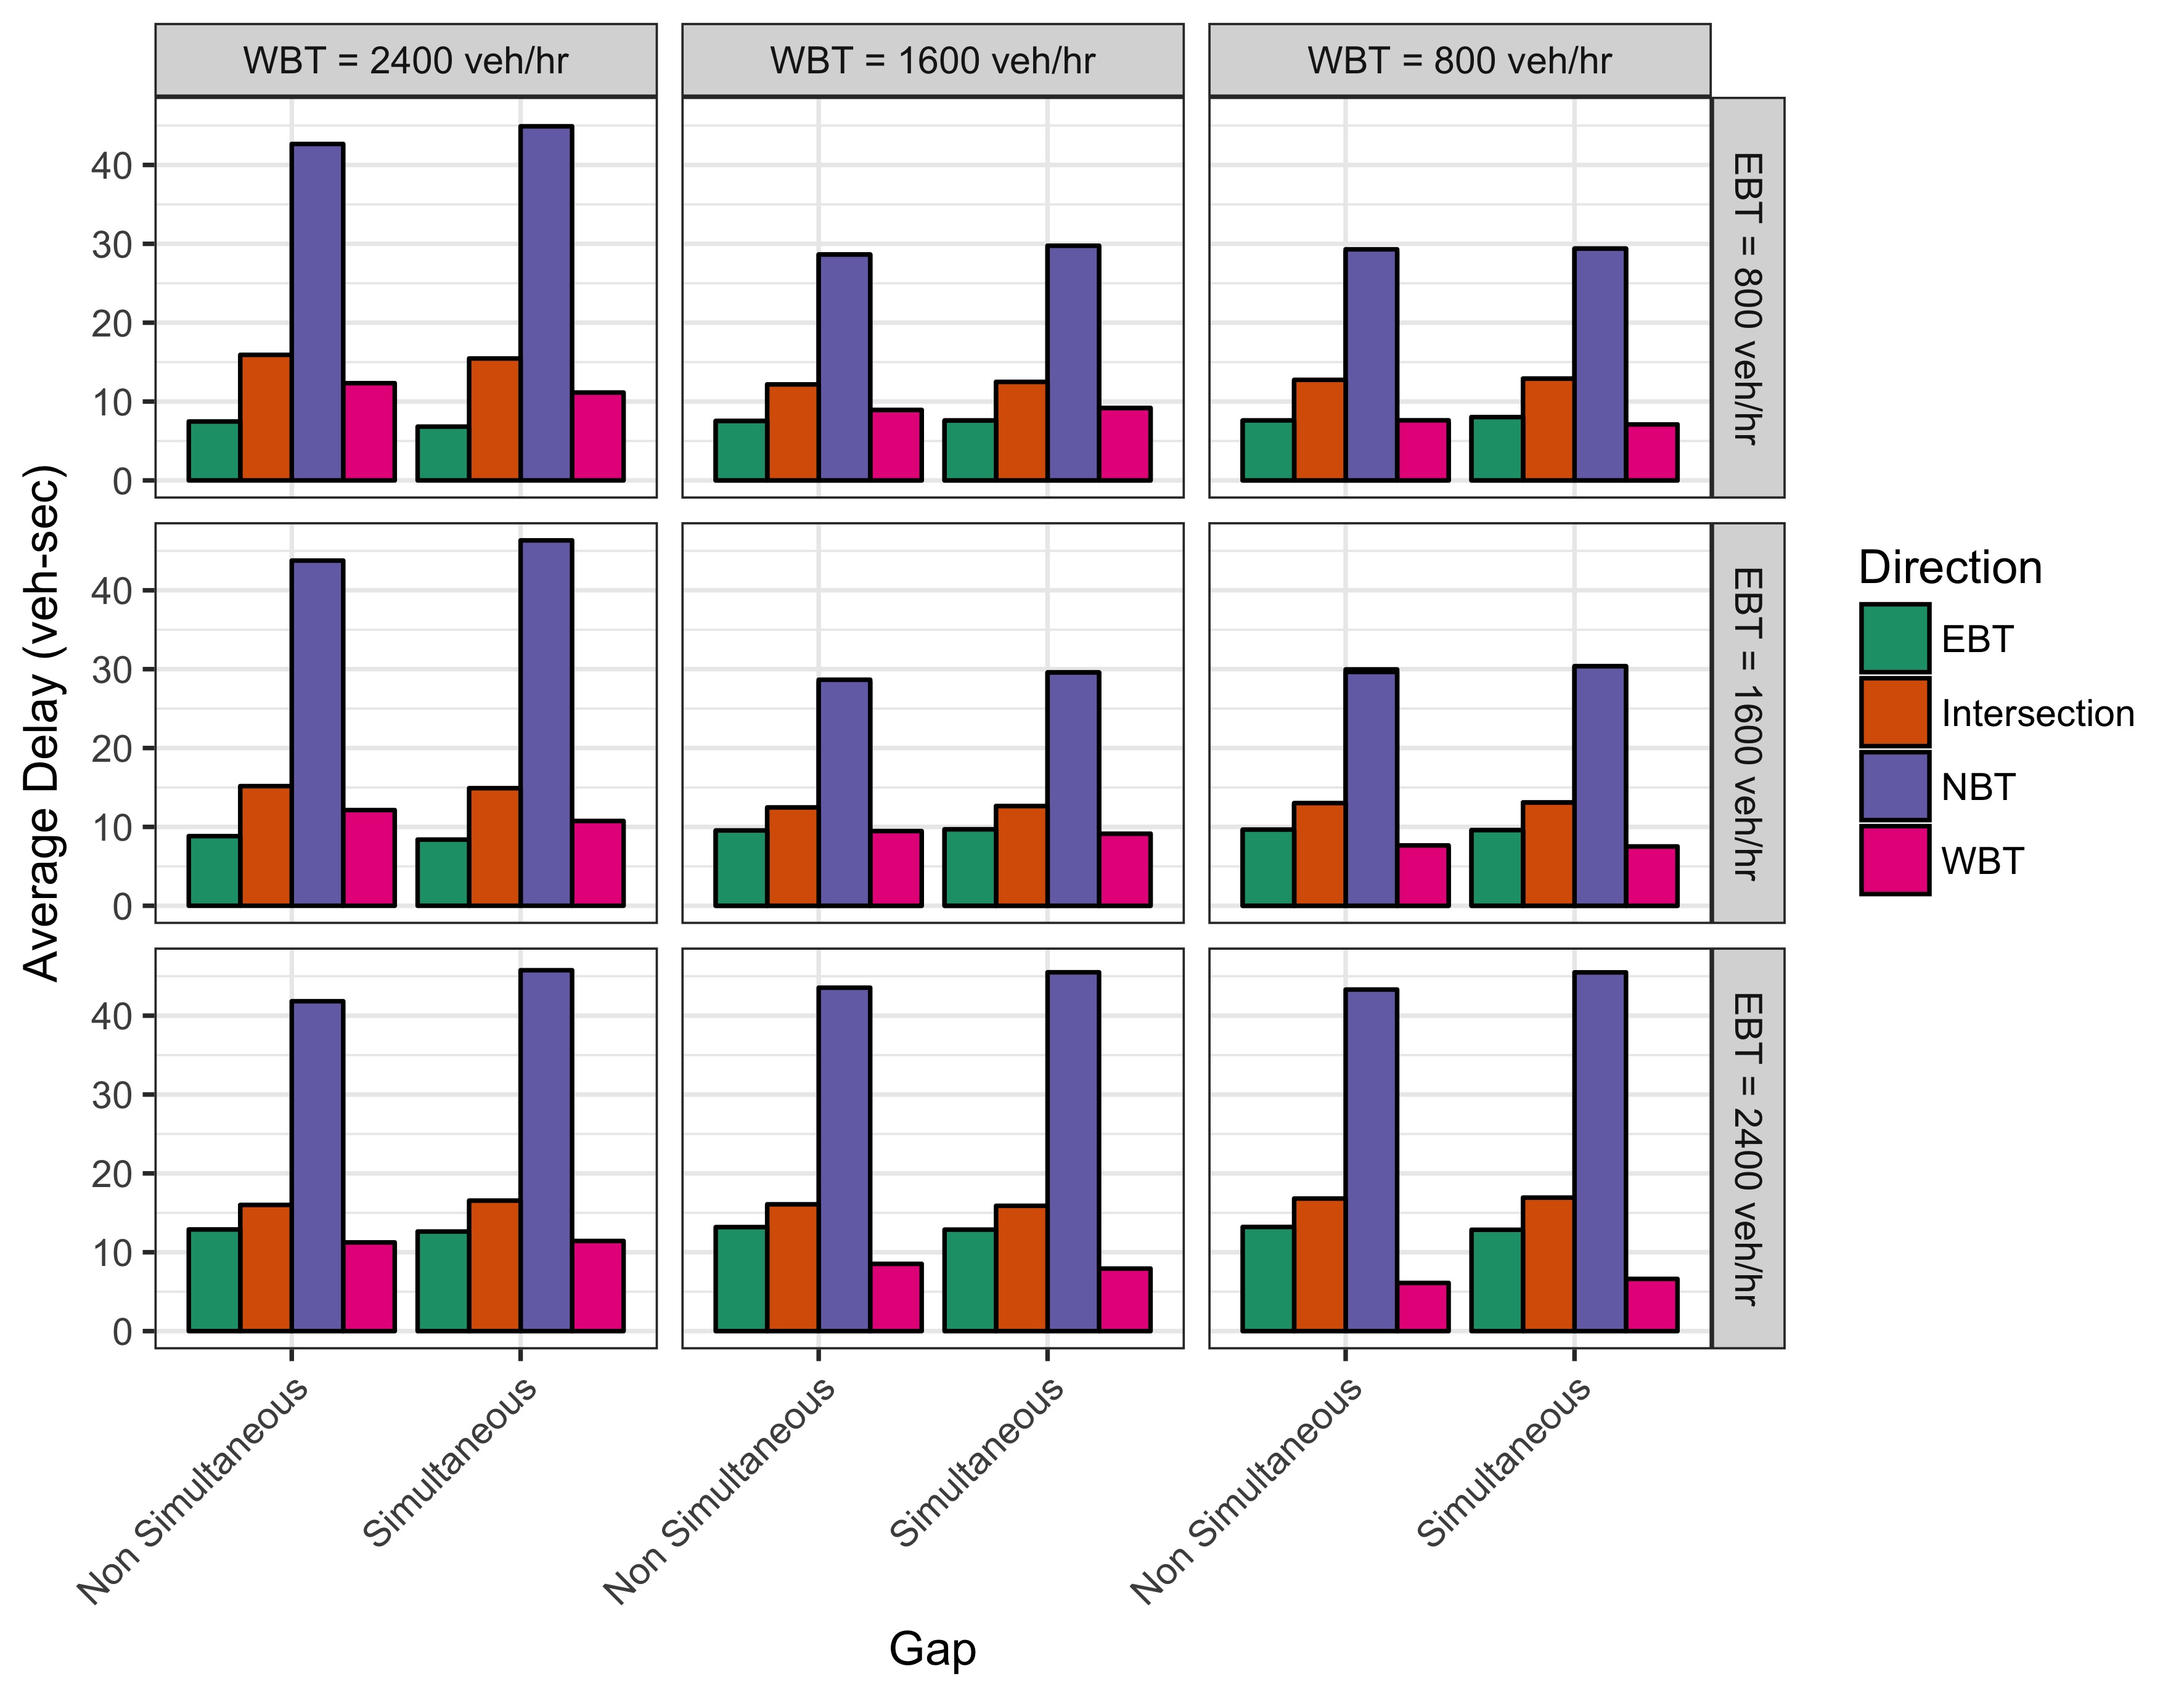 WBT = 2400 veh/hr
WBT = 1600 veh/hr
WBT = 800 veh/hr
EBT = 800 veh/hr
EBT = 1600 veh/hr
EBT = 2400 veh/hr
Average Delay (veh-sec)
40
30
20
10
0
40
30
20
10
0
40
30
20
10
0
Non Simultaneous
Simultaneous
Non Simultaneous
Simultaneous
Non Simultaneous
Simultaneous
Gap
Direction
EBT
Intersection
NBT
WBT